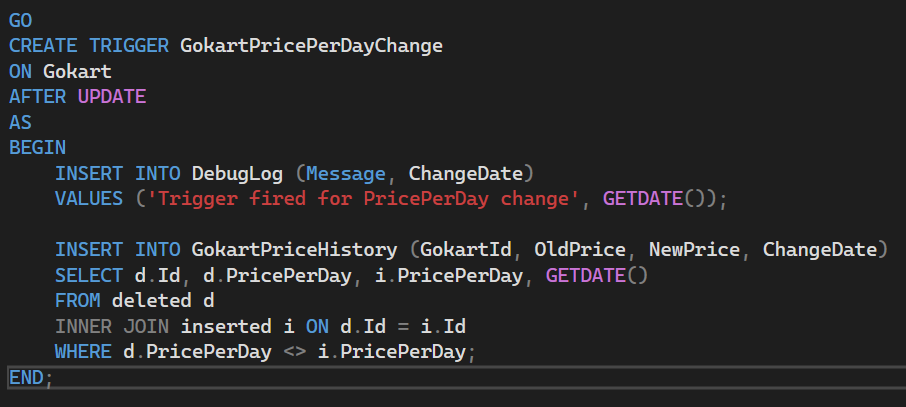 GO
CREATE TRIGGER GokartPricePerDayChange
ON Gokart
AFTER UPDATE
AS
BEGIN
    INSERT INTO DebugLog (Message, ChangeDate)
    VALUES ('Trigger fired for PricePerDay change', GETDATE());

    INSERT INTO GokartPriceHistory (GokartId, OldPrice, NewPrice, ChangeDate)
    SELECT d.Id, d.PricePerDay, i.PricePerDay, GETDATE()
    FROM deleted d
    INNER JOIN inserted i ON d.Id = i.Id
    WHERE d.PricePerDay <> i.PricePerDay;
END;